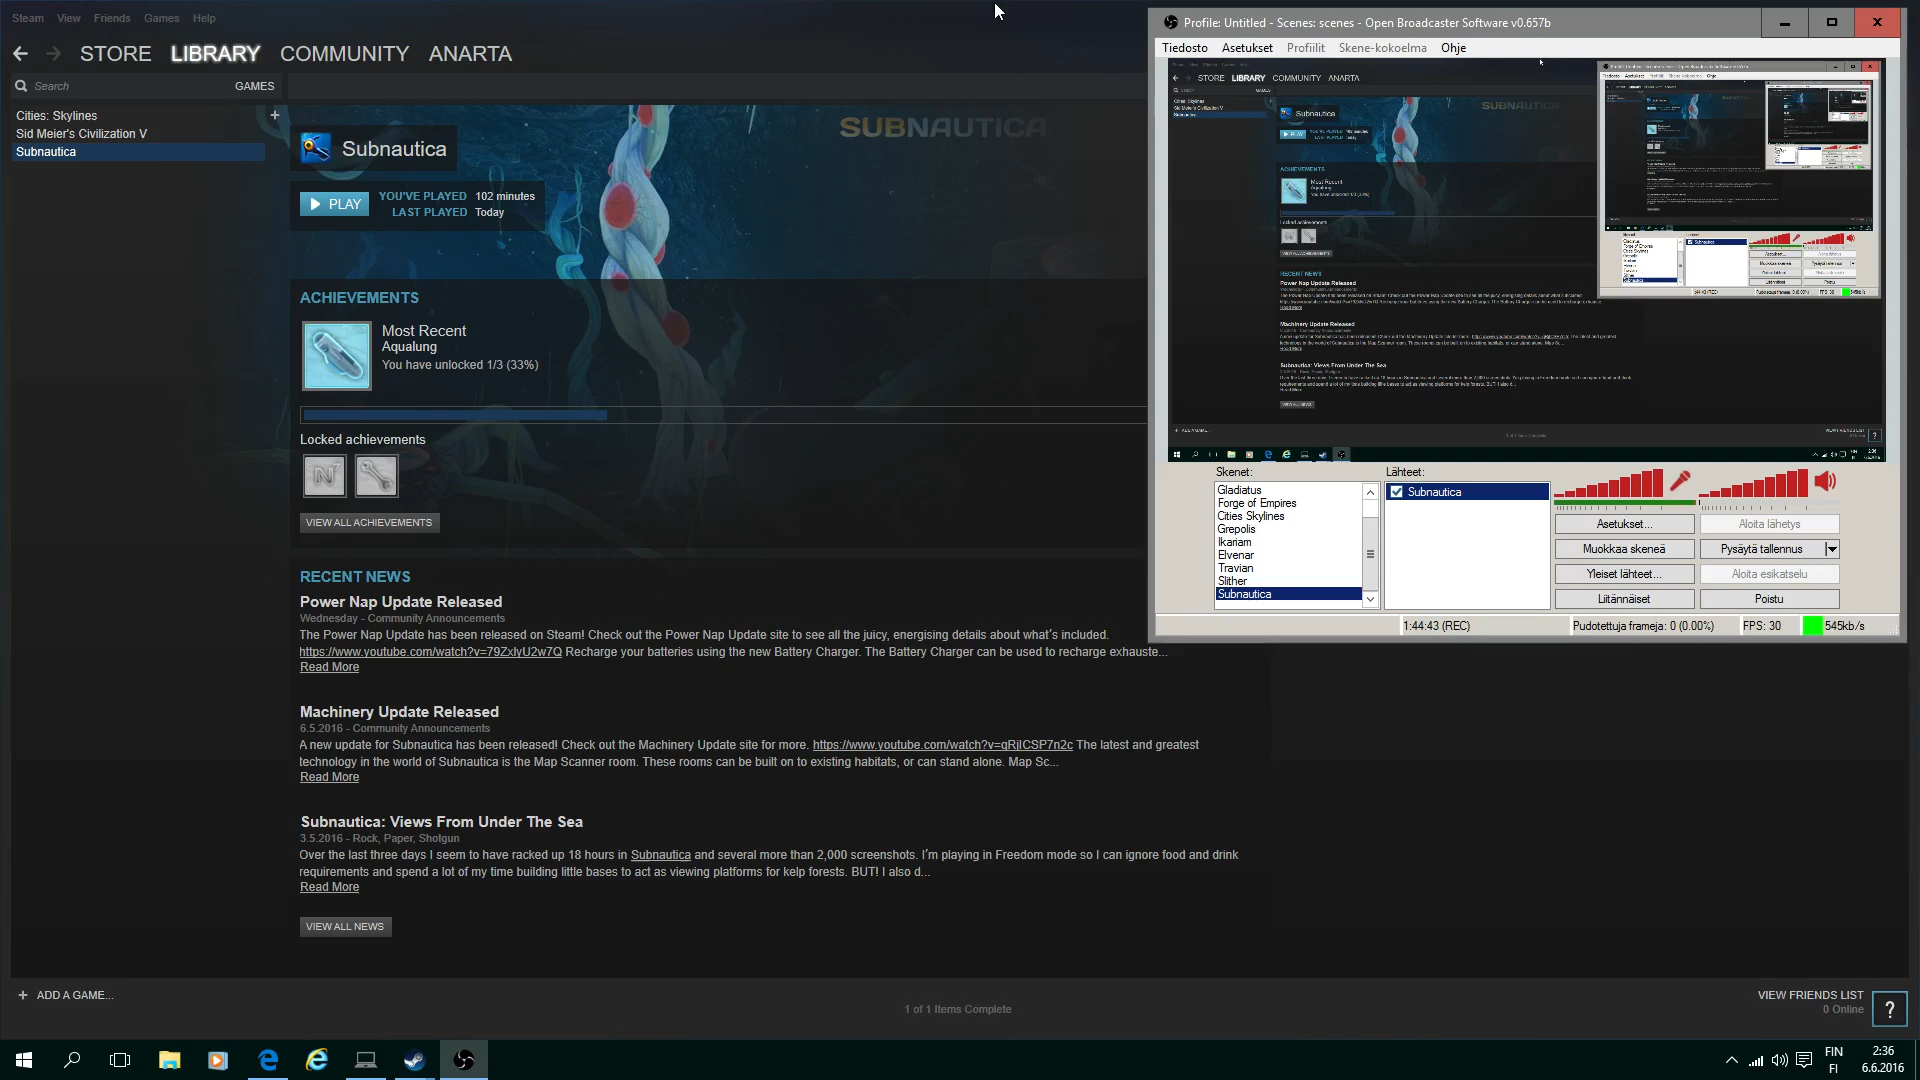 Steam View Friends Games Help
STORE LIBRARY COMMUNITY ANARTA
Search GAMES
Cities: Skylines
Sid Meier's Civilization V
Subnautica
SUBNAUTICA
Subnautica
PLAY
YOU'VE PLAYED 102 minutes
LAST PLAYED Today
ACHIEVEMENTS
Most Recent
Aqualung
You have unlocked 1/3 (33%)
Locked achievements
VIEW ALL ACHIEVEMENTS
RECENT NEWS
Power Nap Update Released
Wednesday - Community Announcements
The Power Nap Update has been released on Steam! Check out the Power Nap Update site to see all the juicy, energising details about what's included.
https://www.youtube.com/watch?v=79ZxlyU2w7Q Recharge your batteries using the new Battery Charger. The Battery Charger can be used to recharge exhauste...
Read More
Machinery Update Released
6.5.2016 - Community Announcements
A new update for Subnautica has been released! Check out the Machinery Update site for more. https://www.youtube.com/watch?v=qRjICSP7n2c The latest and greatest
technology in the world of Subnautica is the Map Scanner room. These rooms can be built on to existing habitats, or can stand alone. Map Sc...
Read More
Subnautica: Views From Under The Sea
3.5.2016 - Rock, Paper, Shotgun
Over the last three days I seem to have racked up 18 hours in Subnautica and several more than 2,000 screenshots. I'm playing in Freedom mode so I can ignore food and drink
requirements and spend a lot of my time building little bases to act as viewing platforms for kelp forests. BUT! I also d...
Read More
VIEW ALL NEWS
+ ADD A GAME...
1 of 1 Items Complete
VIEW FRIENDS LIST
0 Online
?
Profile: Untitled - Scenes: scenes - Open Broadcaster Software v0.657b
Tiedosto Asetukset Profiilit Skene-kokoelma Ohje
Skenet:
Gladiatus
Forge of Empires
Cities Skylines
Grepolis
Ikariam
Elvenar
Travian
Slither
Subnautica
Lähteet:
Subnautica
Asetukset... Aloita lähetys
Muokkaa skeneä Pysäytä tallennus
Yleiset lähteet... Aloita esikatselu
Liitännäiset Poistu
1:44:43 (REC) Pudotettuja frameja: 0 (0.00%) FPS: 30 545kb/s
FIN
FI
2:36
6.6.2016